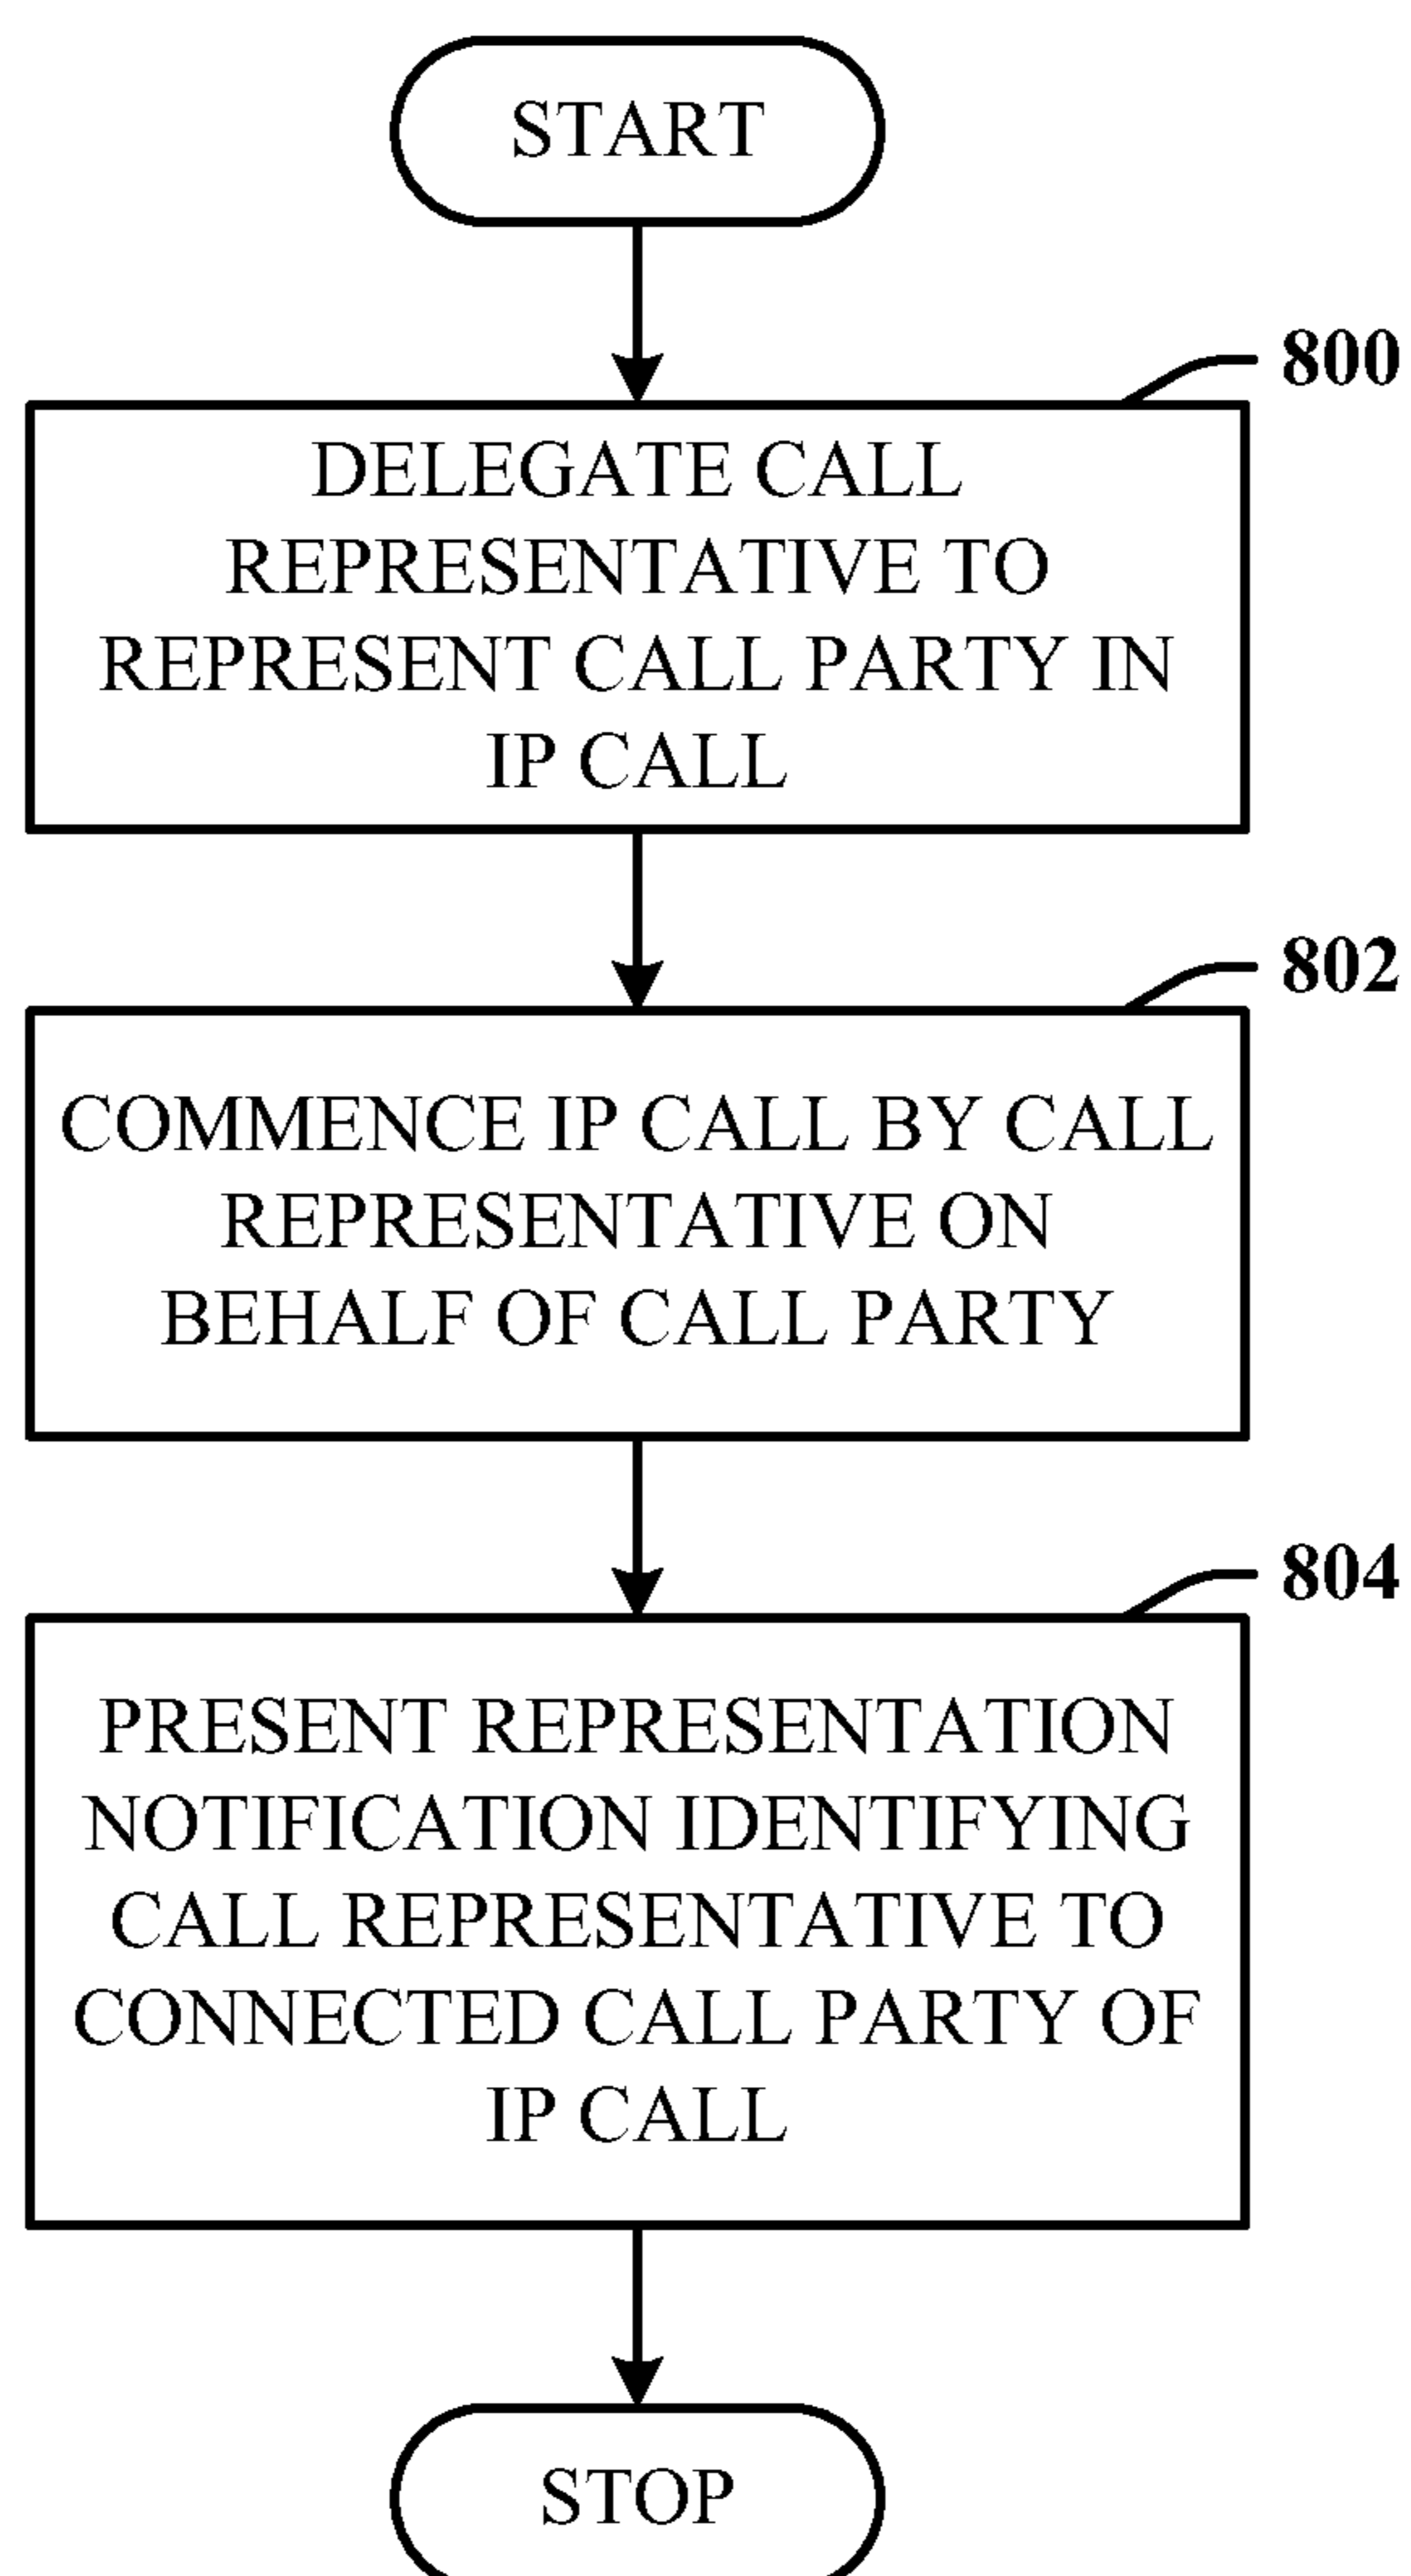 START
800
DELEGATE CALL
REPRESENTATIVE TO
REPRESENT CALL PARTY IN
IP CALL
802
COMMENCE IP CALL BY CALL
REPRESENTATIVE ON
BEHALF OF CALL PARTY
804
PRESENT REPRESENTATION
NOTIFICATION IDENTIFYING
CALL REPRESENTATIVE TO
CONNECTED CALL PARTY OF
IP CALL
STOP